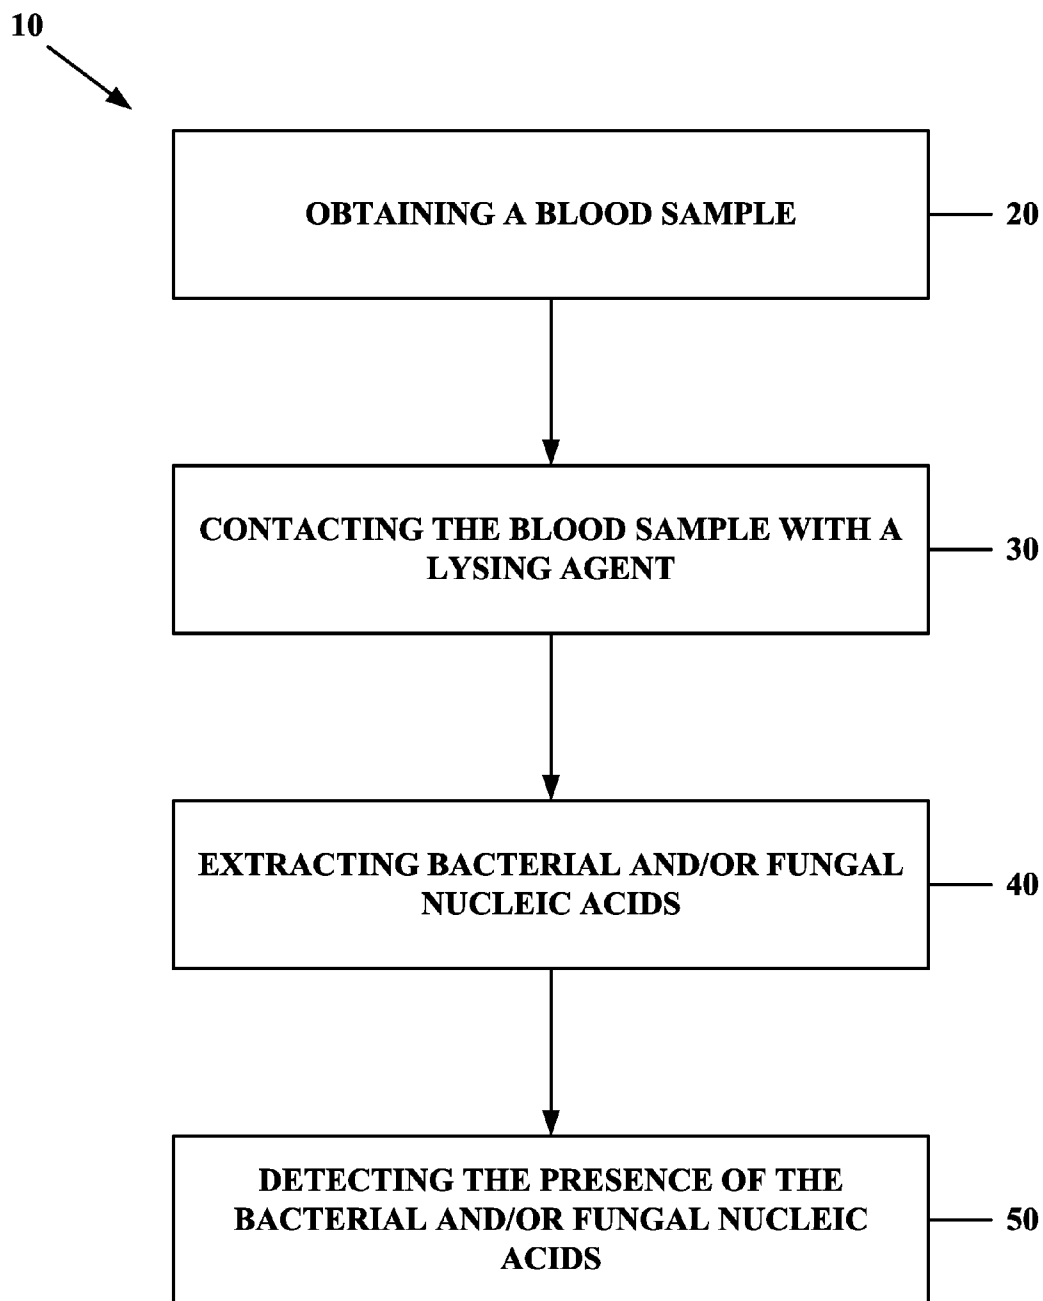 10
OBTAINING A BLOOD SAMPLE
20
CONTACTING THE BLOOD SAMPLE WITH A
LYSING AGENT
30
EXTRACTING BACTERIAL AND/OR FUNGAL
NUCLEIC ACIDS
40
DETECTING THE PRESENCE OF THE
BACTERIAL AND/OR FUNGAL NUCLEIC
ACIDS
50